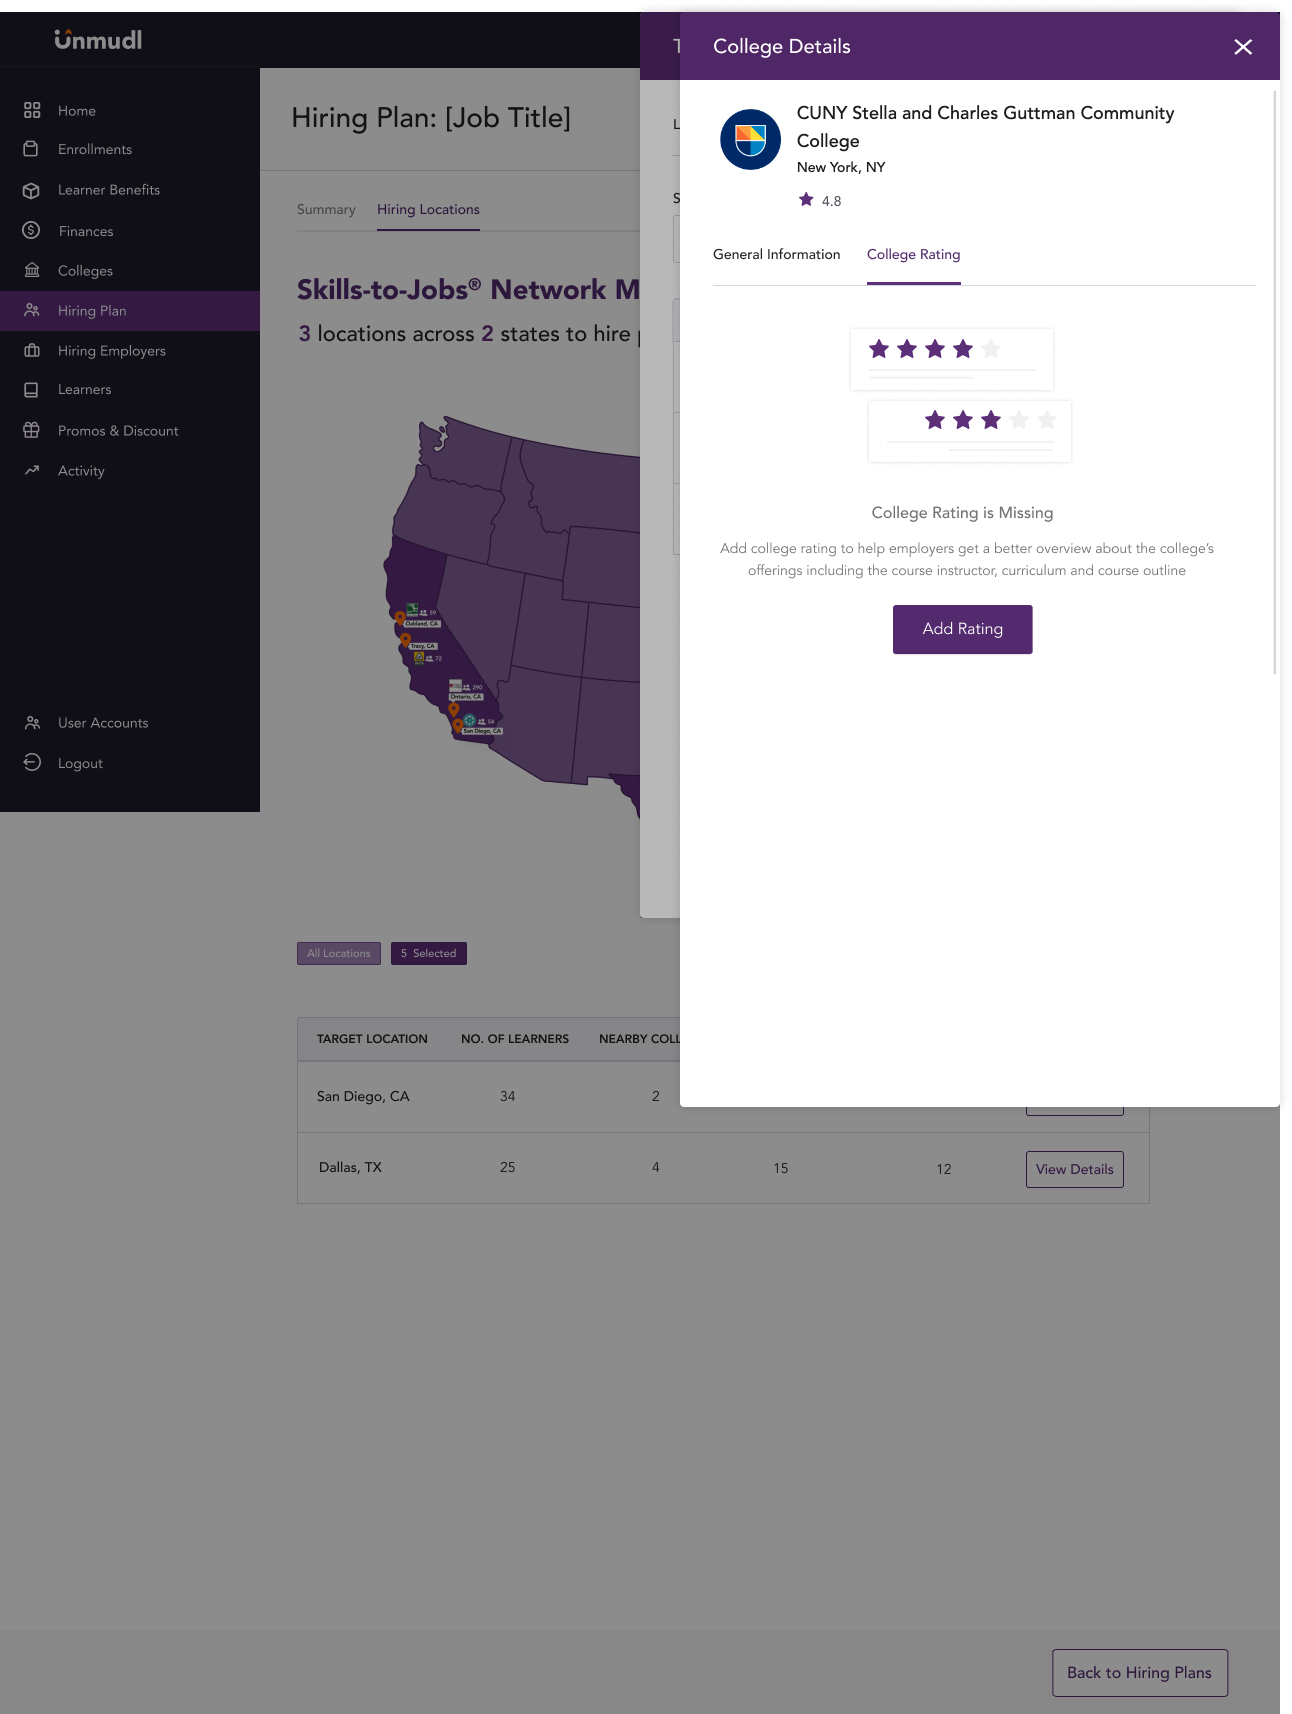 Unmudl
Home
Enrollments
Learner Benefits
Finances
Colleges
Hiring Plan
Hiring Employers
Learners
Promos & Discount
Activity
User Accounts
Logout
Hiring Plan: [Job Title]
Summary
Hiring Locations
Skills-to-Jobs® Network M
3 locations across 2 states to hire
59
Oakland, CA
Tracy, CA
72
290
Ontario, CA
54
San Diego, CA
All Locations
5 Selected
TARGET LOCATION
NO. OF LEARNERS
NEARBY COLL
San Diego, CA
34
2
Dallas, TX
25
4
15
12
View Details
Back to Hiring Plans
T
L
S
College Details
CUNY Stella and Charles Guttman Community
College
New York, NY
4.8
General Information
College Rating
College Rating is Missing
Add college rating to help employers get a better overview about the college's
offerings including the course instructor, curriculum and course outline
Add Rating